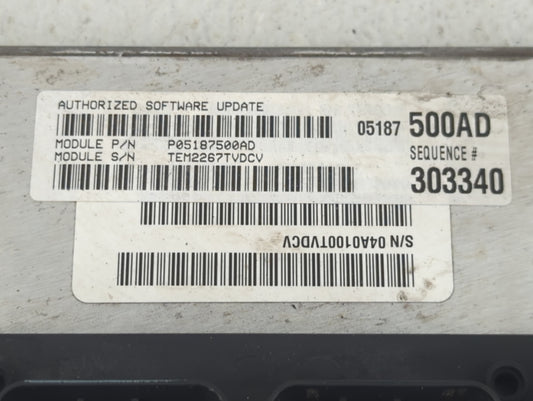 AUTHORIZED SOFTWARE UPDATE
05187 500AD
MODULE P/N P05187500AD
MODULE S/N TEM2267TVDCV
SEQUENCE #
303340
S/N 04A0100TVDCV